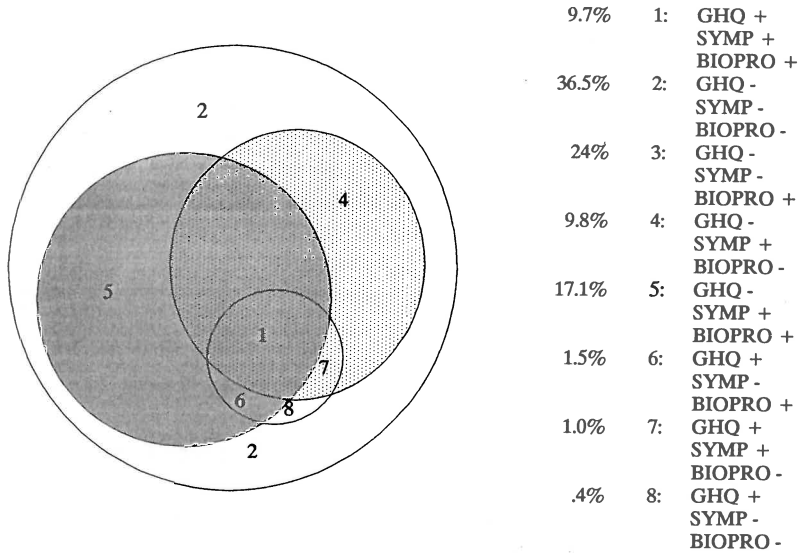 9.7% 1: GHQ +
SYMP +
BIOPRO +
36.5% 2: GHQ -
SYMP -
BIOPRO -
24% 3: GHQ -
SYMP -
BIOPRO +
9.8% 4: GHQ -
SYMP +
BIOPRO -
17.1% 5: GHQ -
SYMP +
BIOPRO +
1.5% 6: GHQ +
SYMP -
BIOPRO +
1.0% 7: GHQ +
SYMP +
BIOPRO -
.4% 8: GHQ +
SYMP -
BIOPRO -
2
4
5
1
7
6
8
2